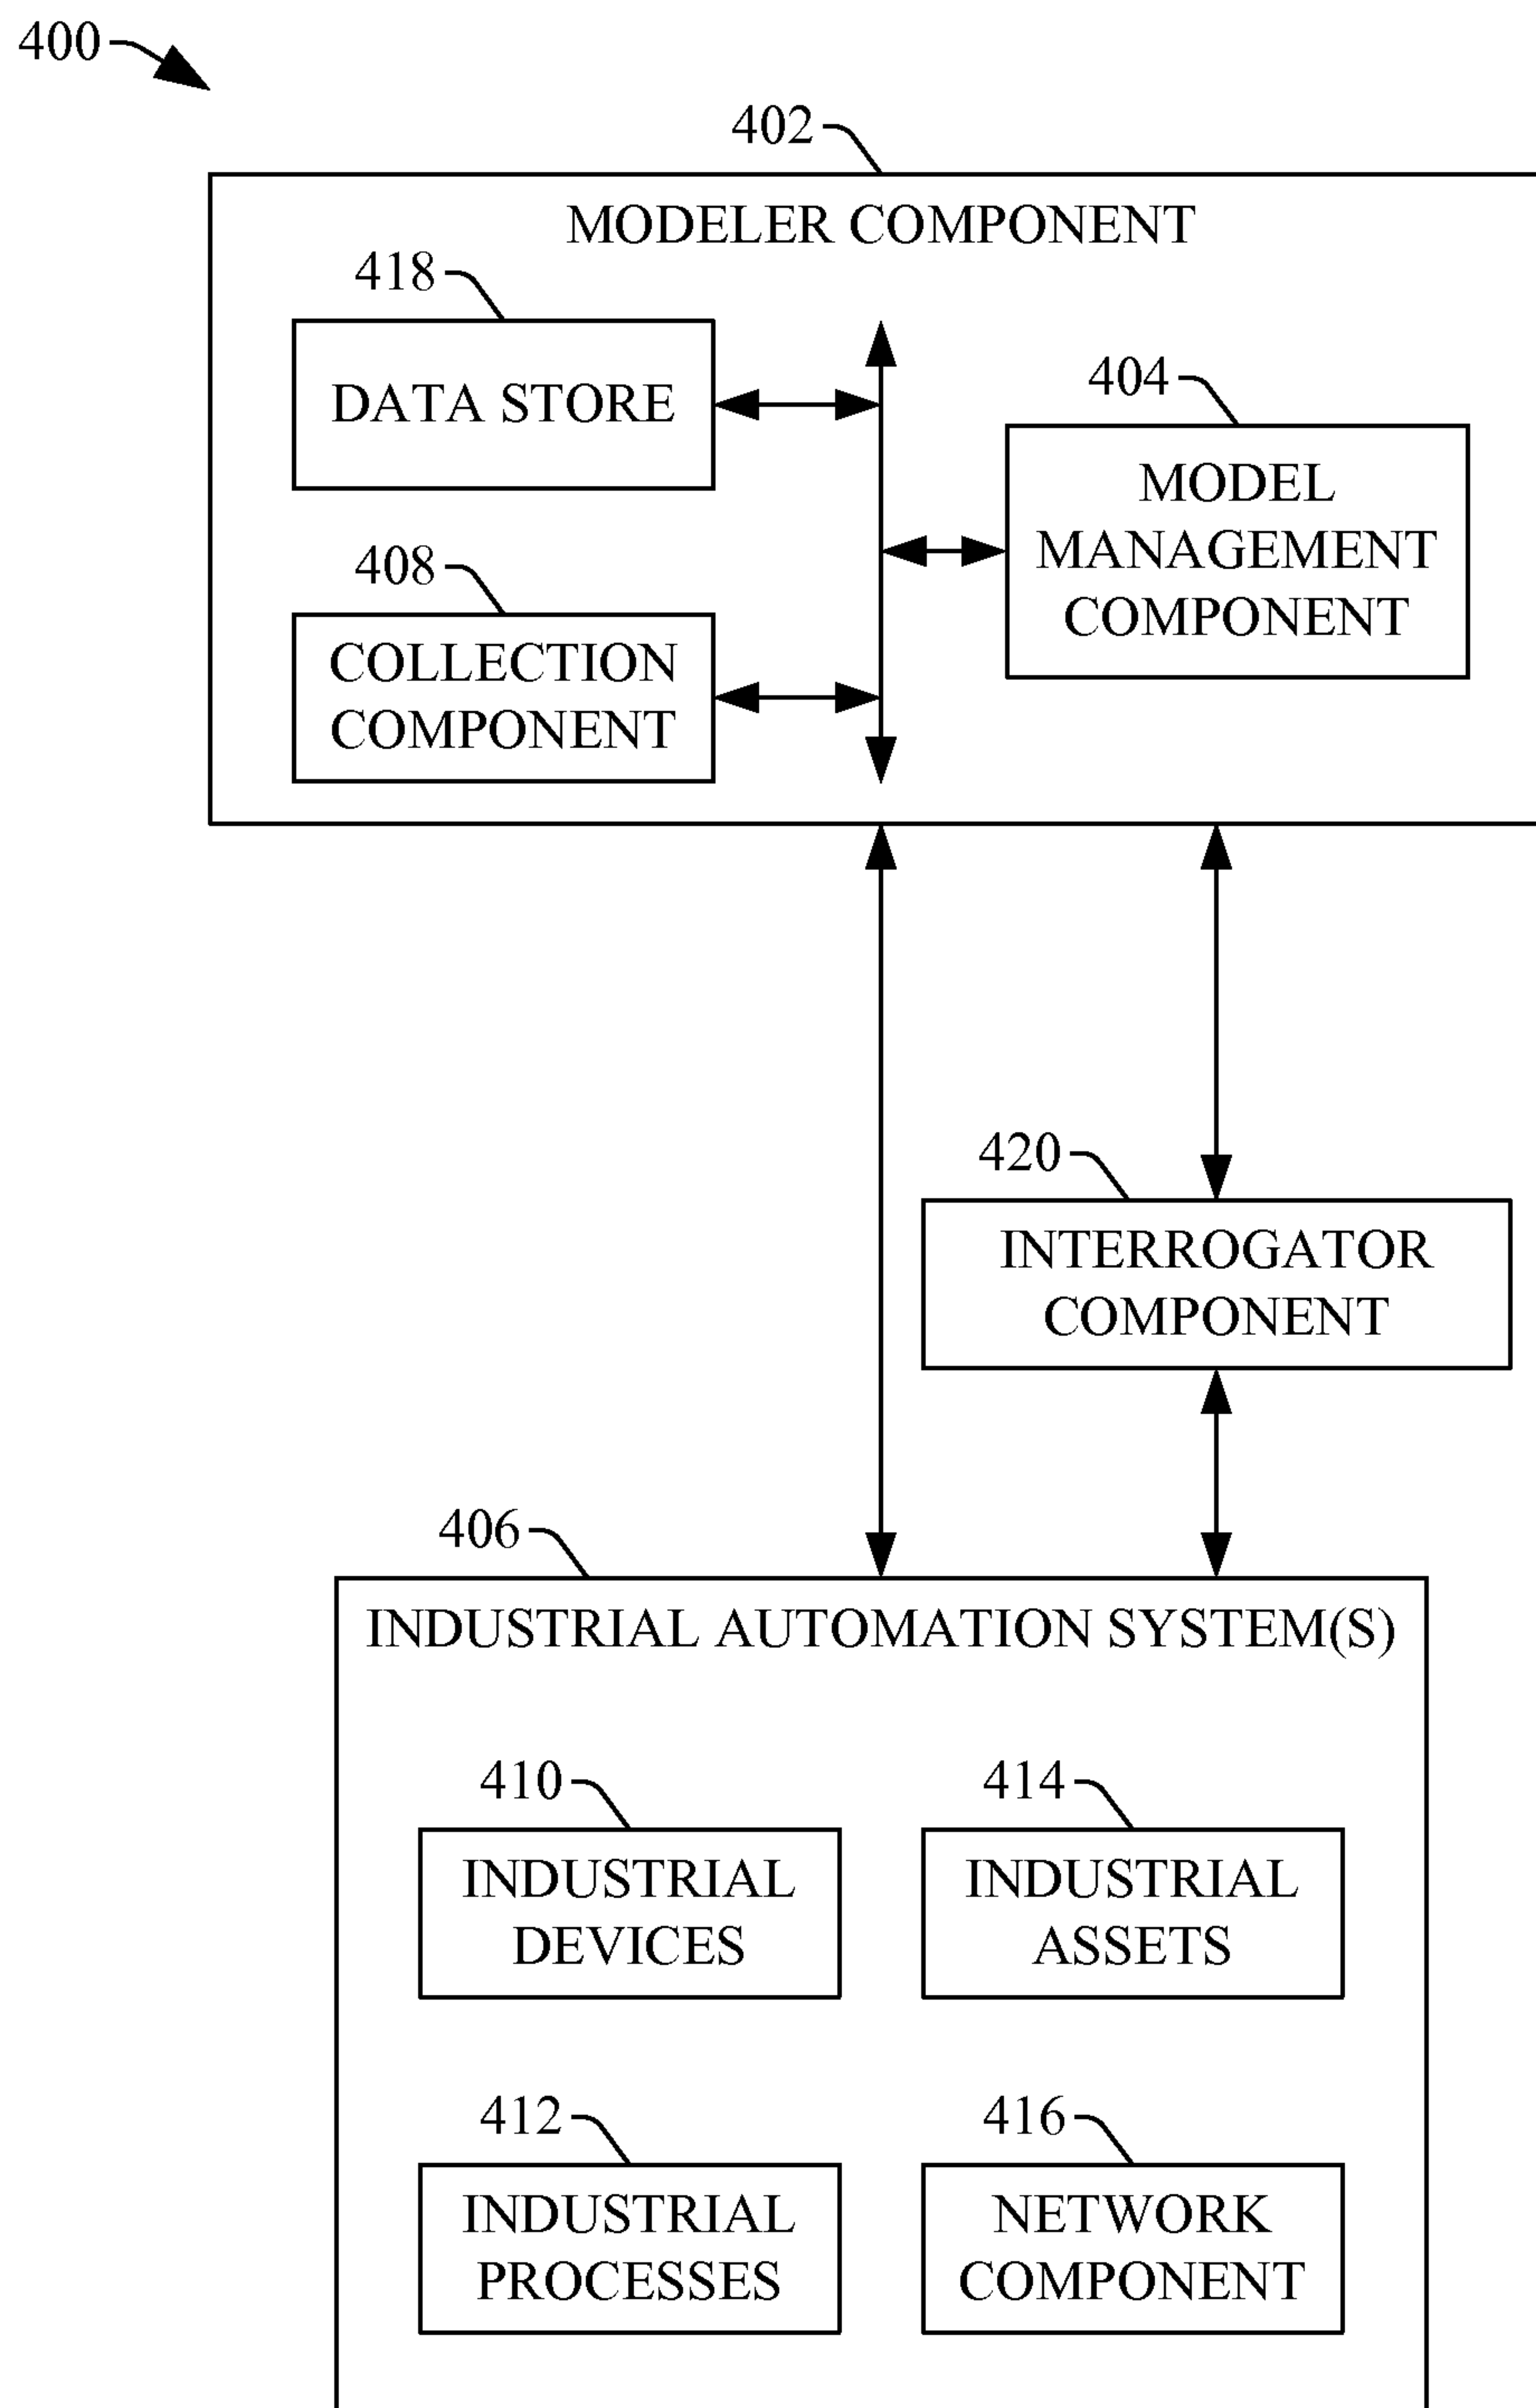 400
402
MODELER COMPONENT
418
DATA STORE
404
MODEL
MANAGEMENT
COMPONENT
408
COLLECTION
COMPONENT
420
INTERROGATOR
COMPONENT
406
INDUSTRIAL AUTOMATION SYSTEM(S)
410
INDUSTRIAL
DEVICES
414
INDUSTRIAL
ASSETS
412
INDUSTRIAL
PROCESSES
416
NETWORK
COMPONENT